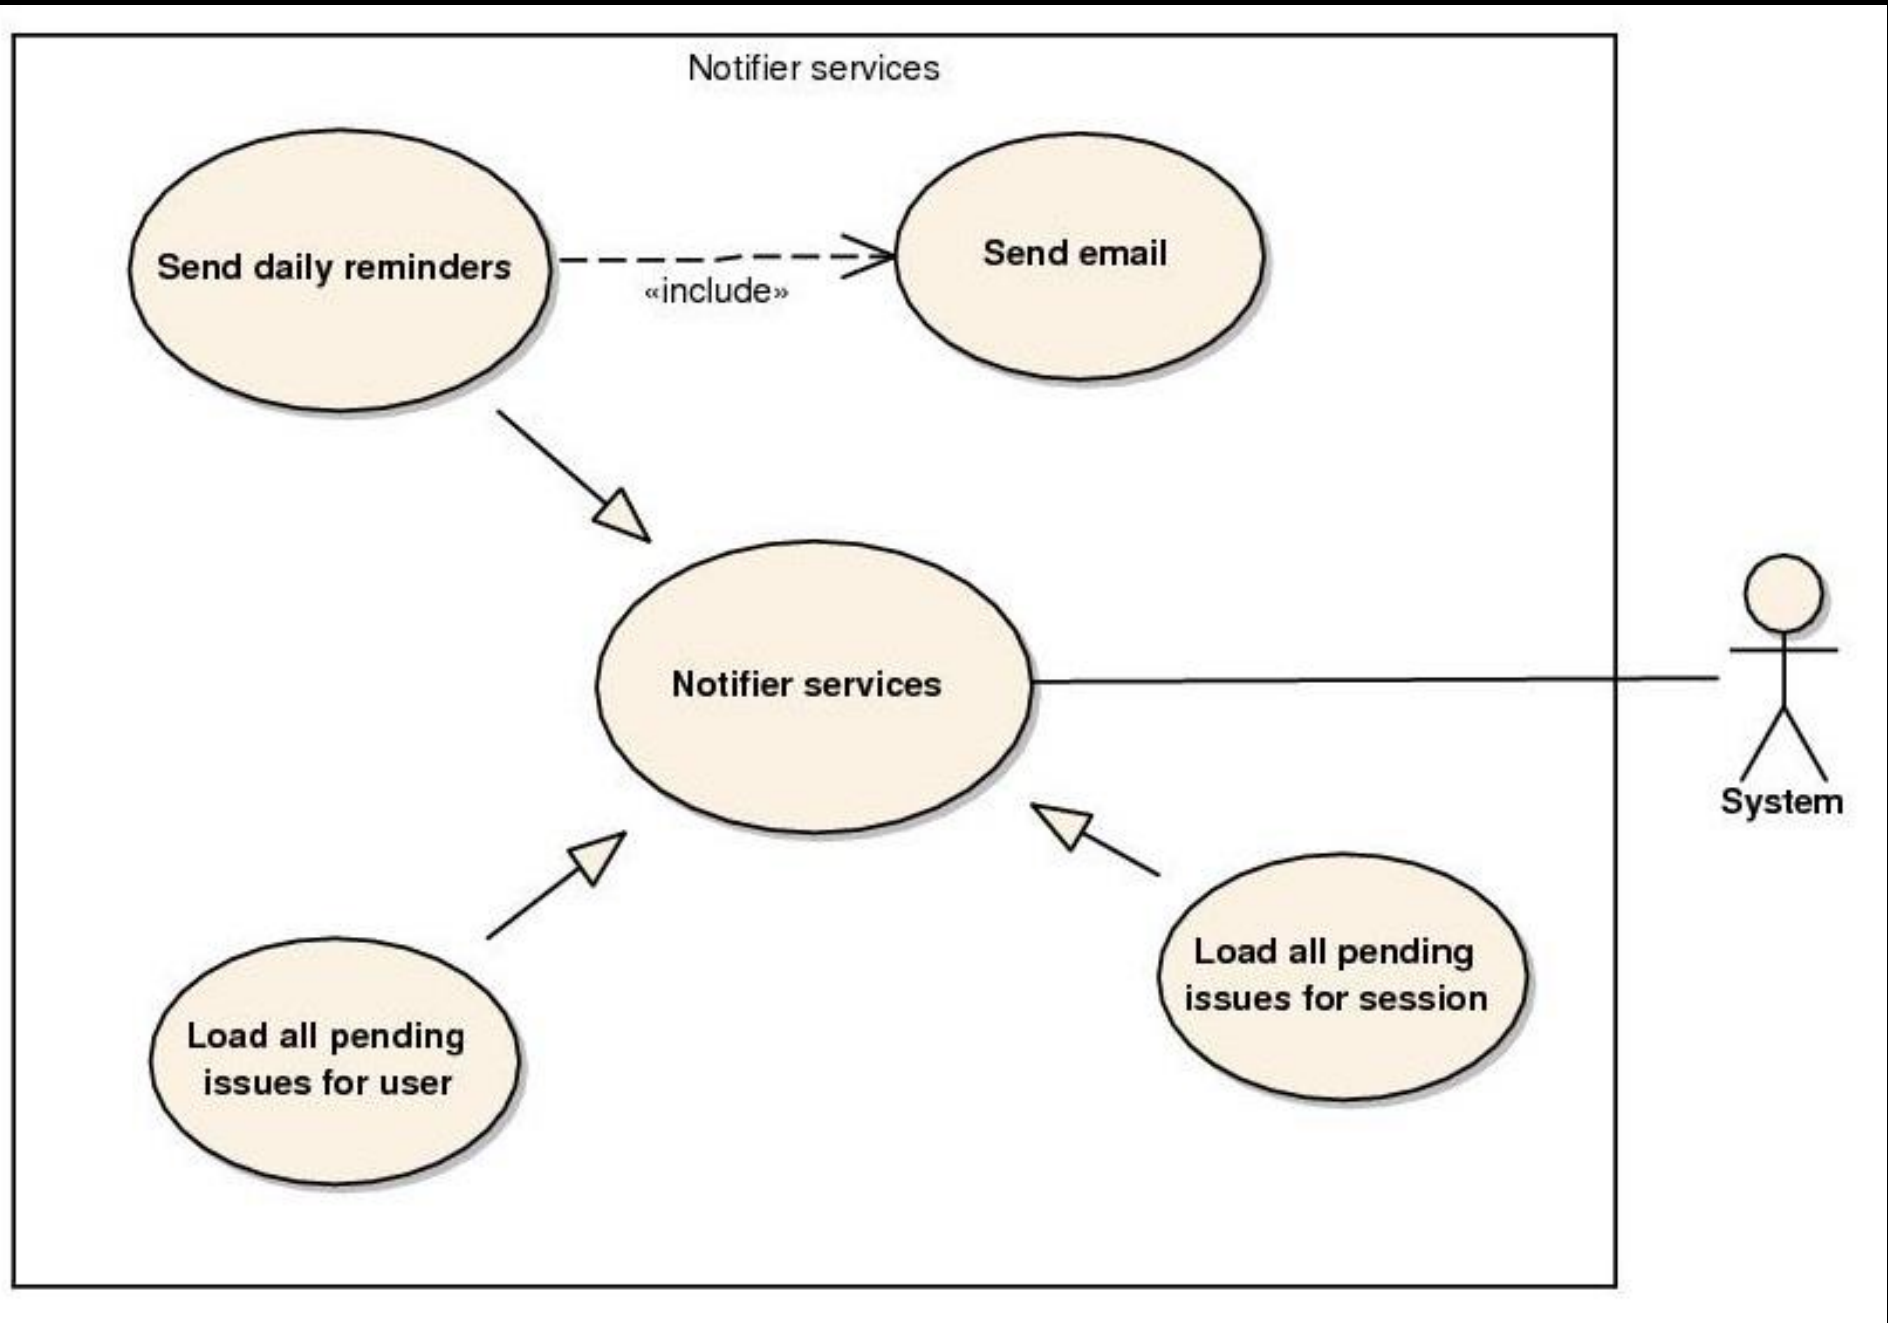 Notifier services
Send daily reminders
Send email
«include»
Notifier services
System
Load all pending
issues for session
Load all pending
issues for user